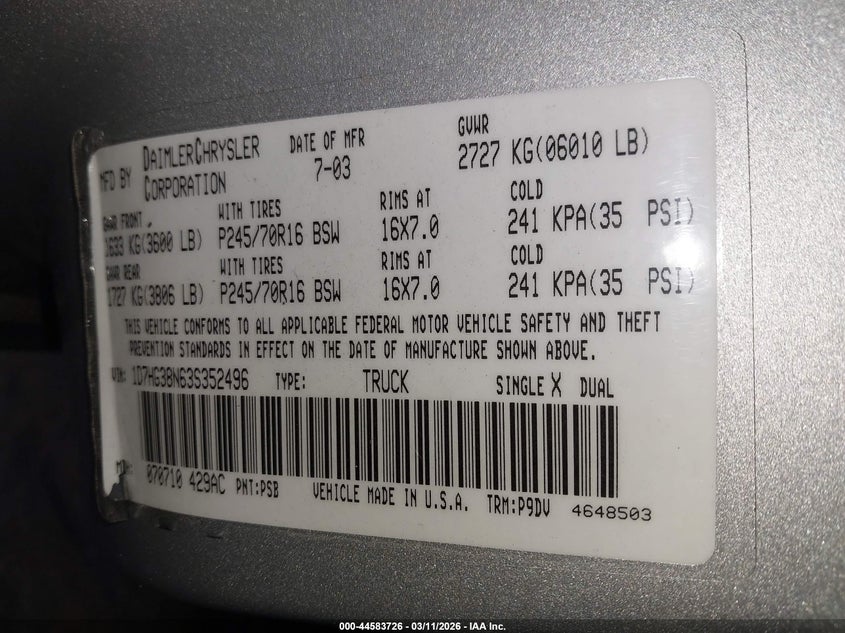 MFD BY DAIMLERCHRYSLER CORPORATION DATE OF MFR 7-03 GVWR 2727 KG(06010 LB)
GAWR FRONT WITH TIRES RIMS AT COLD
1633 KG(3600 LB) P245/70R16 BSW 16X7.0 241 KPA(35 PSI)
GAWR REAR WITH TIRES RIMS AT COLD
1727 KG(3806 LB) P245/70R16 BSW 16X7.0 241 KPA(35 PSI)
THIS VEHICLE CONFORMS TO ALL APPLICABLE FEDERAL MOTOR VEHICLE SAFETY AND THEFT
PREVENTION STANDARDS IN EFFECT ON THE DATE OF MANUFACTURE SHOWN ABOVE.
VIN: 1D7HG38N63S352496 TYPE: TRUCK SINGLE X DUAL
MDH: 070710 429AC PNT:PSB VEHICLE MADE IN U.S.A. TRM:P9DV 4648503
000-44583726 - 03/11/2026 - IAA Inc.